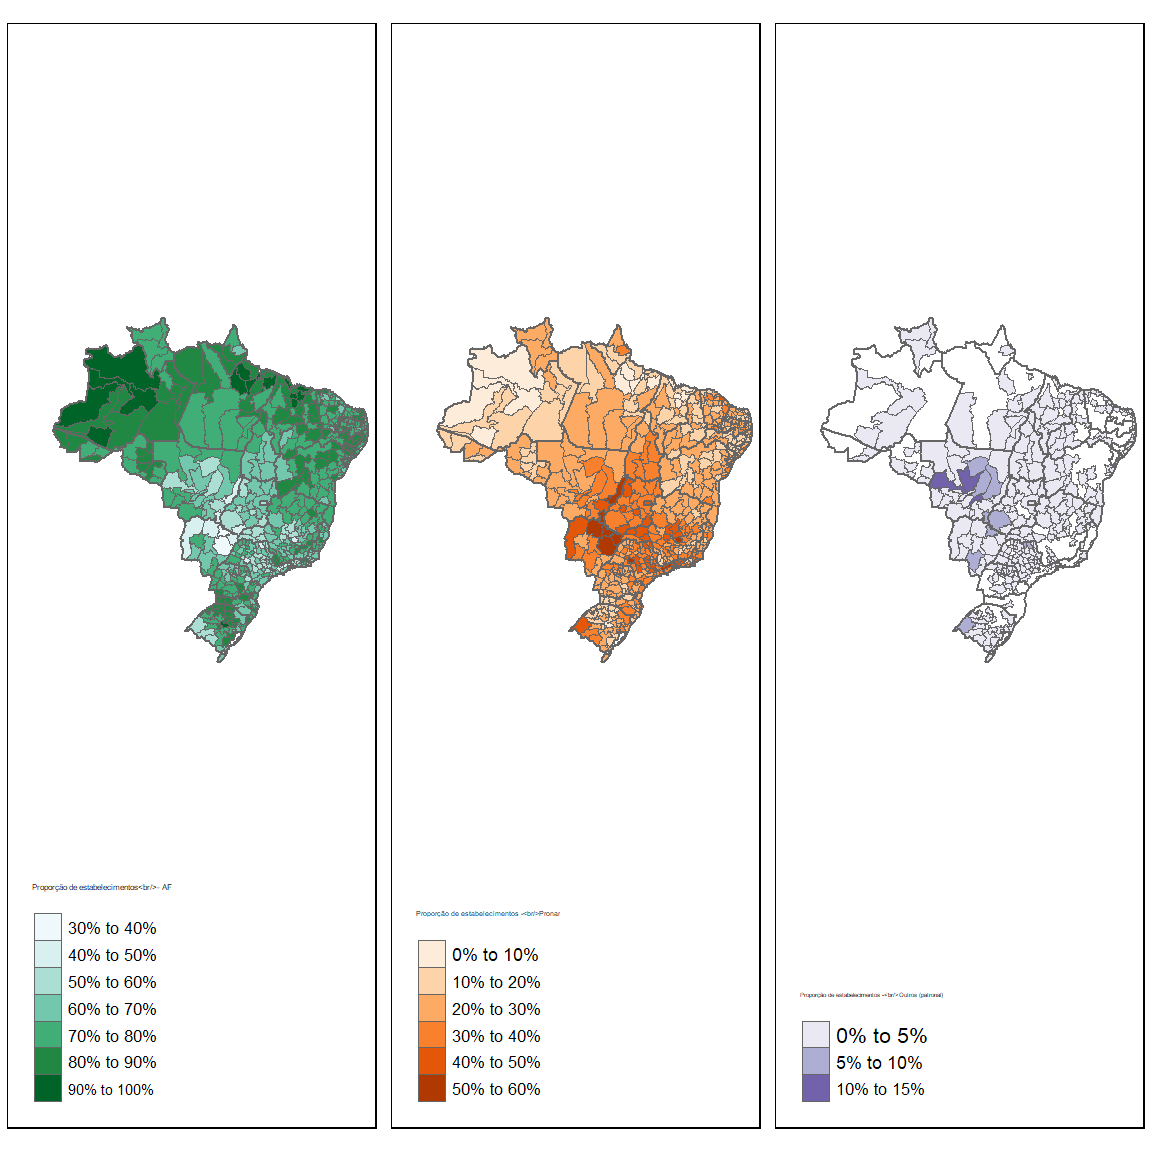 Proporção de estabelecimentos<br/>- AF
30% to 40%
40% to 50%
50% to 60%
60% to 70%
70% to 80%
80% to 90%
90% to 100%
Proporção de estabelecimentos -<br/>Pronar
0% to 10%
10% to 20%
20% to 30%
30% to 40%
40% to 50%
50% to 60%
Proporção de estabelecimentos -<br/>Outros (patronal)
0% to 5%
5% to 10%
10% to 15%